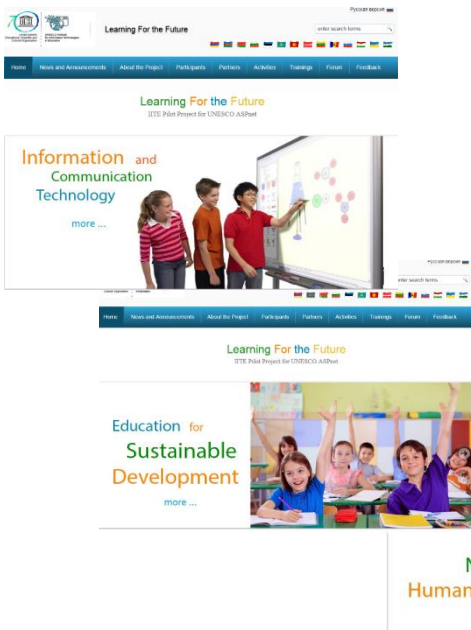 Русская версия
Learning For the Future
enter search terms
Home News and Announcements About the Project Participants Partners Activities Trainings Forum Feedback
Learning For the Future
IITE Pilot Project for UNESCO ASPnet
Information and
Communication
Technology
more ...
Русская версия
enter search terms
Home News and Announcements About the Project Participants Partners Activities Trainings Forum Feedback
Learning For the Future
IITE Pilot Project for UNESCO ASPnet
Education for
Sustainable
Development
more ...
N
Human